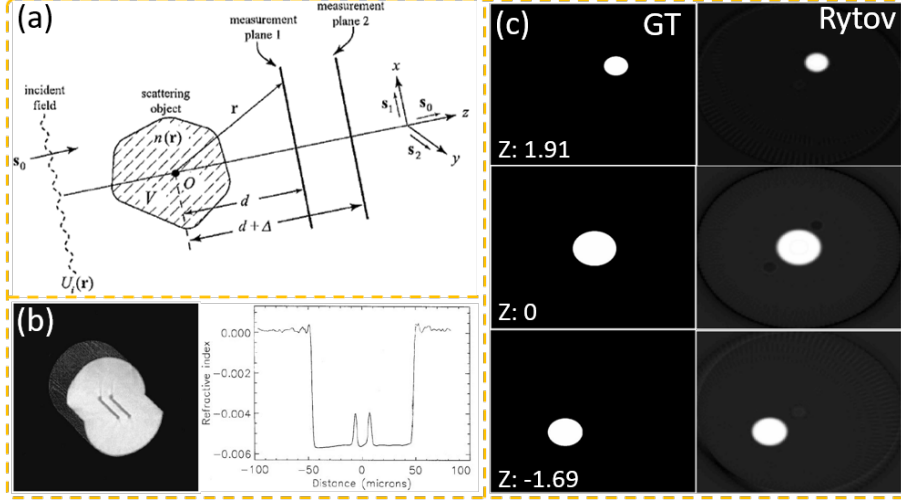 (a)
measurement
plane 2
measurement
plane 1
incident
field
scattering
object
n(r)
r
x
s₁
s₀
z
s₂
y
s₀
O
V
d
d + Δ
Uᵢ(r)
(b)
Refractive index
0.000
-0.002
-0.004
-0.006
-100 -50 0 50 100
Distance (microns)
(c)
GT
Rytov
Z: 1.91
Z: 0
Z: -1.69